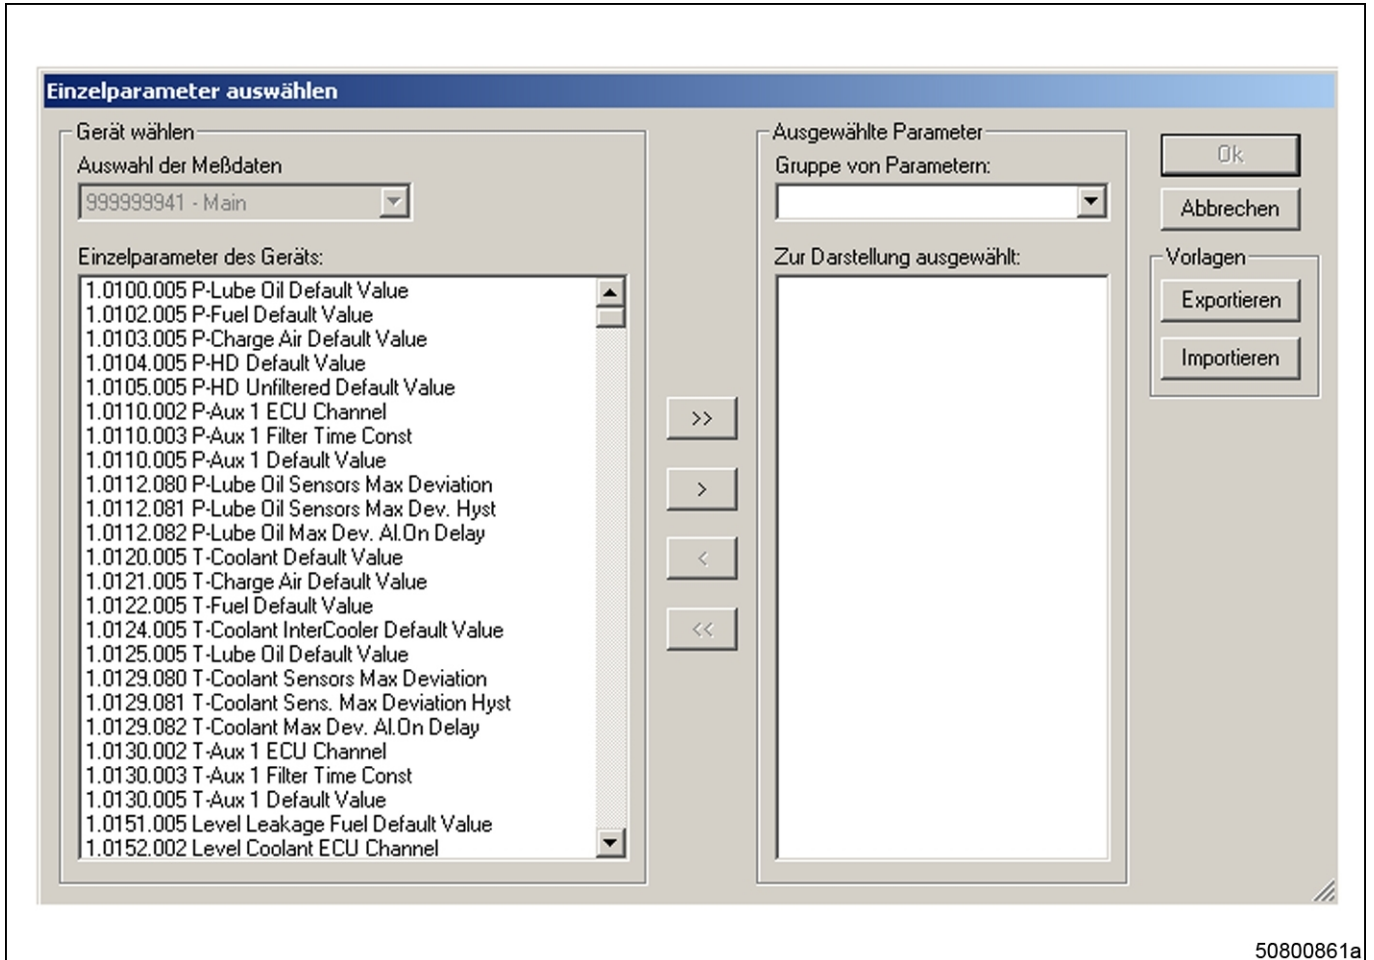 Einzelparameter auswählen
Gerät wählen
Auswahl der Meßdaten
999999941 - Main
Einzelparameter des Geräts:
1.0100.005 P-Lube Oil Default Value
1.0102.005 P-Fuel Default Value
1.0103.005 P-Charge Air Default Value
1.0104.005 P-HD Default Value
1.0105.005 P-HD Unfiltered Default Value
1.0110.002 P-Aux 1 ECU Channel
1.0110.003 P-Aux 1 Filter Time Const
1.0110.005 P-Aux 1 Default Value
1.0112.080 P-Lube Oil Sensors Max Deviation
1.0112.081 P-Lube Oil Sensors Max Dev. Hyst
1.0112.082 P-Lube Oil Max Dev. Al.On Delay
1.0120.005 T-Coolant Default Value
1.0121.005 T-Charge Air Default Value
1.0122.005 T-Fuel Default Value
1.0124.005 T-Coolant InterCooler Default Value
1.0125.005 T-Lube Oil Default Value
1.0129.080 T-Coolant Sensors Max Deviation
1.0129.081 T-Coolant Sens. Max Deviation Hyst
1.0129.082 T-Coolant Max Dev. Al.On Delay
1.0130.002 T-Aux 1 ECU Channel
1.0130.003 T-Aux 1 Filter Time Const
1.0130.005 T-Aux 1 Default Value
1.0151.005 Level Leakage Fuel Default Value
1.0152.002 Level Coolant ECU Channel
>>
>
<
<<
Ausgewählte Parameter
Gruppe von Parametern:
Zur Darstellung ausgewählt:
Ok
Abbrechen
Vorlagen
Exportieren
Importieren
50800861a